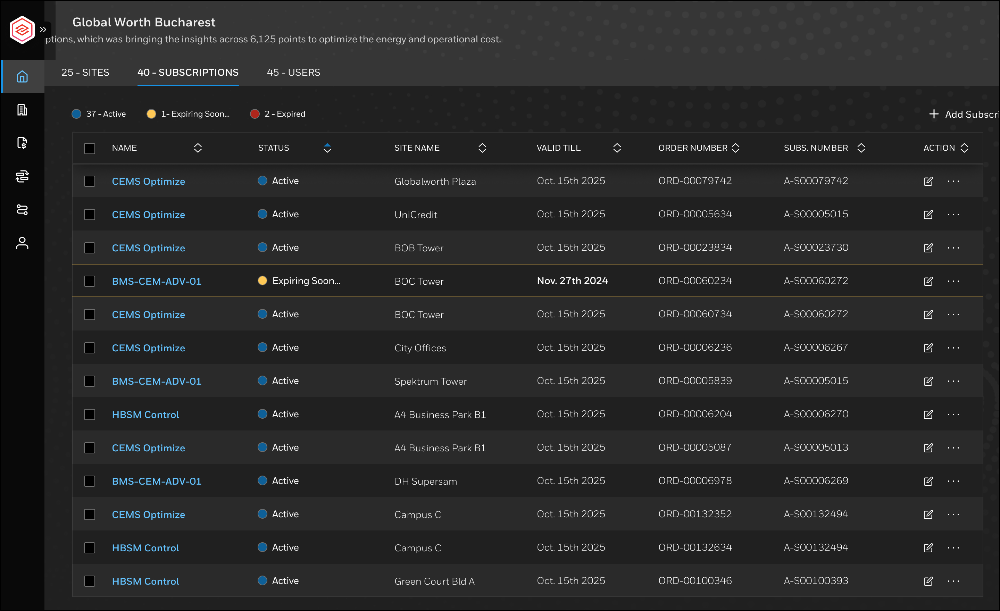 Global Worth Bucharest
ptions, which was bringing the insights across 6,125 points to optimize the energy and operational cost.
25 - SITES 40 - SUBSCRIPTIONS 45 - USERS
37 - Active 1- Expiring Soon... 2 - Expired Add Subscri
NAME STATUS SITE NAME VALID TILL ORDER NUMBER SUBS. NUMBER ACTION
CEMS Optimize Active Globalworth Plaza Oct. 15th 2025 ORD-00079742 A-S00079742
CEMS Optimize Active UniCredit Oct. 15th 2025 ORD-00005634 A-S00005015
CEMS Optimize Active BOB Tower Oct. 15th 2025 ORD-00023834 A-S00023730
BMS-CEM-ADV-01 Expiring Soon... BOC Tower Nov. 27th 2024 ORD-00060234 A-S00060272
CEMS Optimize Active BOC Tower Oct. 15th 2025 ORD-00060734 A-S00060272
CEMS Optimize Active City Offices Oct. 15th 2025 ORD-00006236 A-S00006267
BMS-CEM-ADV-01 Active Spektrum Tower Oct. 15th 2025 ORD-00005839 A-S00005015
HBSM Control Active A4 Business Park B1 Oct. 15th 2025 ORD-00006204 A-S00006270
CEMS Optimize Active A4 Business Park B1 Oct. 15th 2025 ORD-00005087 A-S00005013
BMS-CEM-ADV-01 Active DH Supersam Oct. 15th 2025 ORD-00006978 A-S00006269
CEMS Optimize Active Campus C Oct. 15th 2025 ORD-00132352 A-S00132494
HBSM Control Active Campus C Oct. 15th 2025 ORD-00132634 A-S00132494
HBSM Control Active Green Court Bld A Oct. 15th 2025 ORD-00100346 A-S00100393